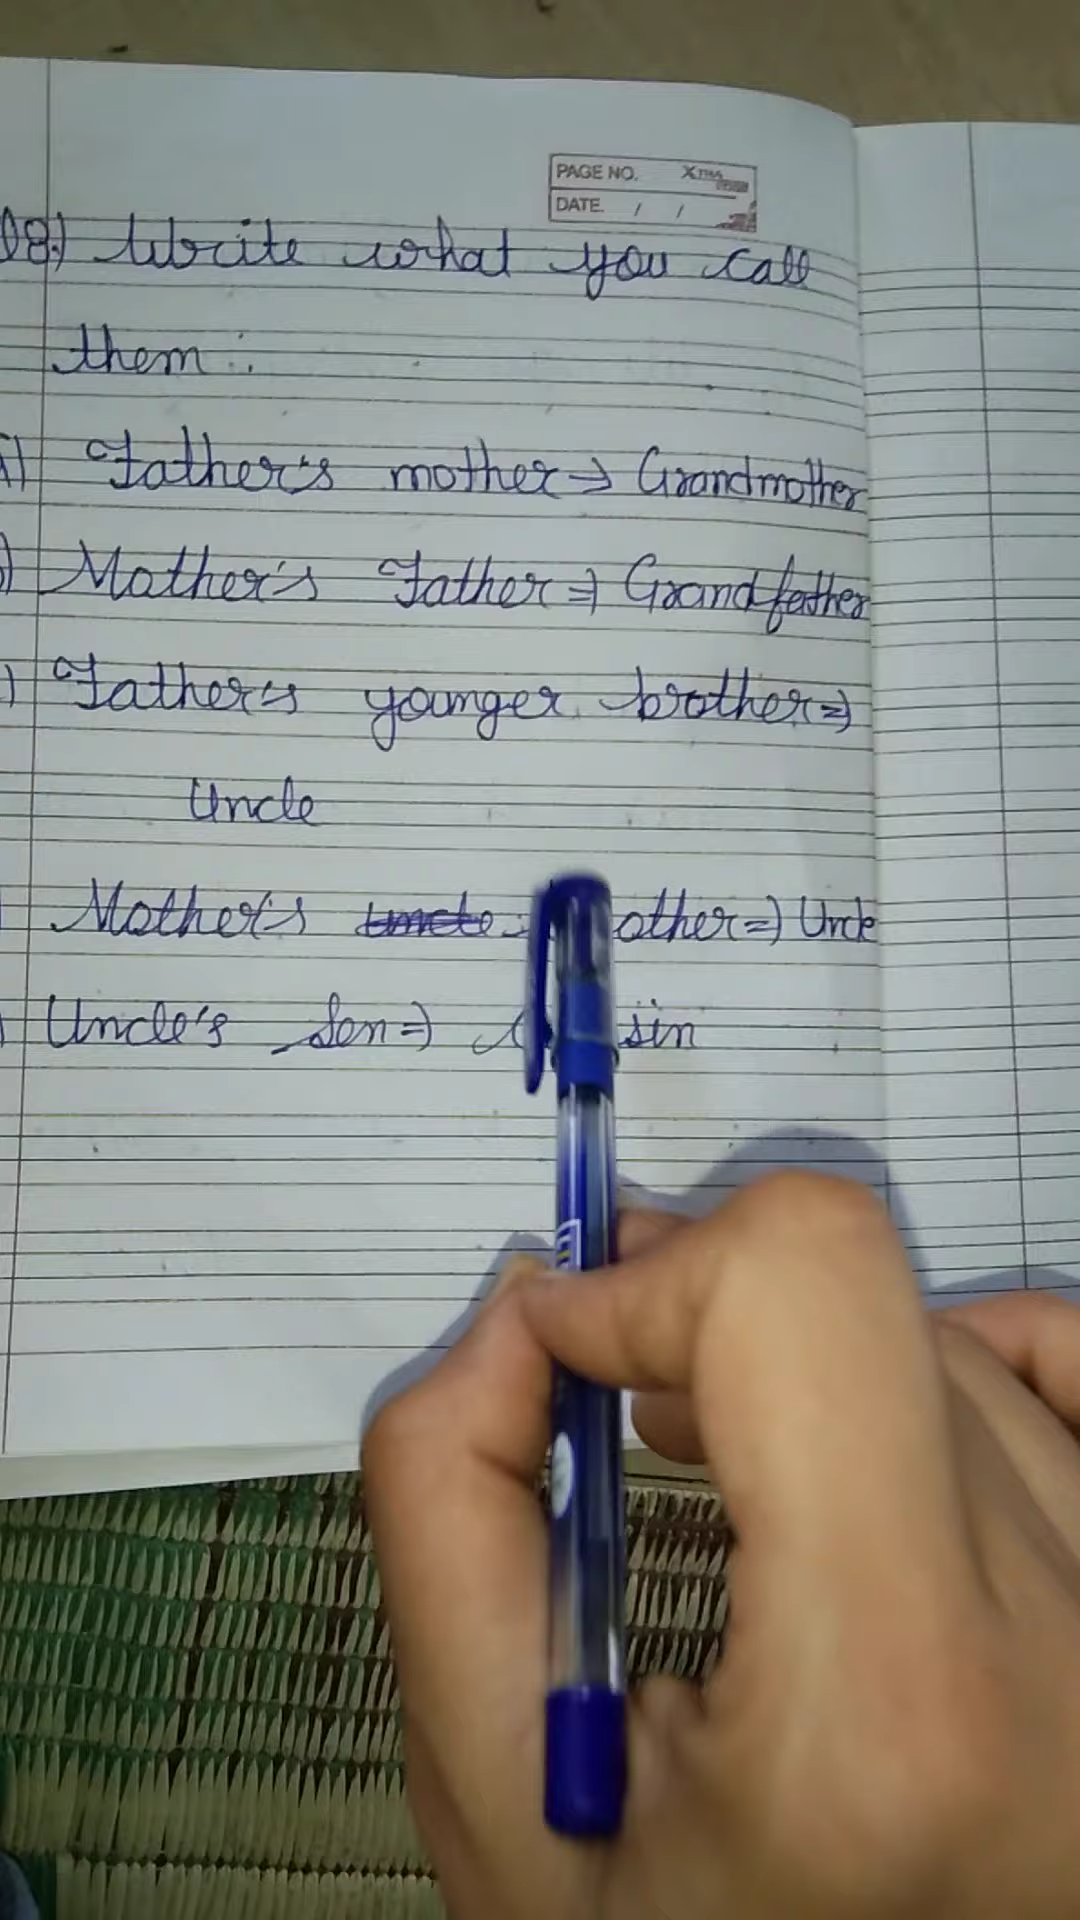 PAGE NO.
DATE. / /
Q8.) Write what you call
them :
Father's mother → Grandmother
Mother's Father ⇒ Grandfather
Father's younger brother ⇒
Uncle
Mother's other ⇒ Uncle
Uncle's Son ⇒ sin